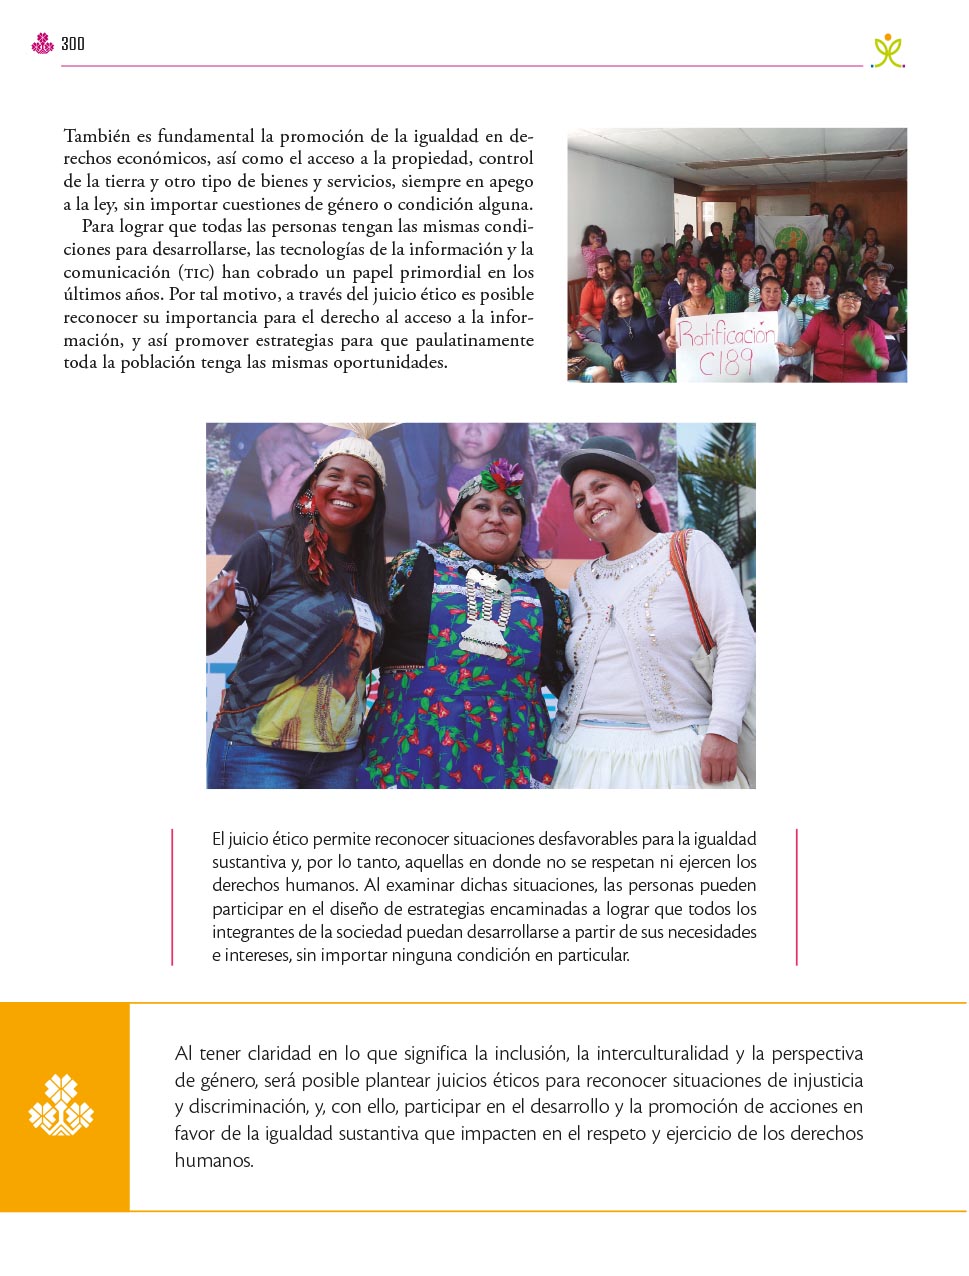 300
También es fundamental la promoción de la igualdad en de-
rechos económicos, así como el acceso a la propiedad, control
de la tierra y otro tipo de bienes y servicios, siempre en apego
a la ley, sin importar cuestiones de género o condición alguna.
Para lograr que todas las personas tengan las mismas condi-
ciones para desarrollarse, las tecnologías de la información y la
comunicación (TIC) han cobrado un papel primordial en los
últimos años. Por tal motivo, a través del juicio ético es posible
reconocer su importancia para el derecho al acceso a la infor-
mación, y así promover estrategias para que paulatinamente
toda la población tenga las mismas oportunidades.
Ratificación
C189
El juicio ético permite reconocer situaciones desfavorables para la igualdad
sustantiva y, por lo tanto, aquellas en donde no se respetan ni ejercen los
derechos humanos. Al examinar dichas situaciones, las personas pueden
participar en el diseño de estrategias encaminadas a lograr que todos los
integrantes de la sociedad puedan desarrollarse a partir de sus necesidades
e intereses, sin importar ninguna condición en particular.
Al tener claridad en lo que significa la inclusión, la interculturalidad y la perspectiva
de género, será posible plantear juicios éticos para reconocer situaciones de injusticia
y discriminación, y, con ello, participar en el desarrollo y la promoción de acciones en
favor de la igualdad sustantiva que impacten en el respeto y ejercicio de los derechos
humanos.